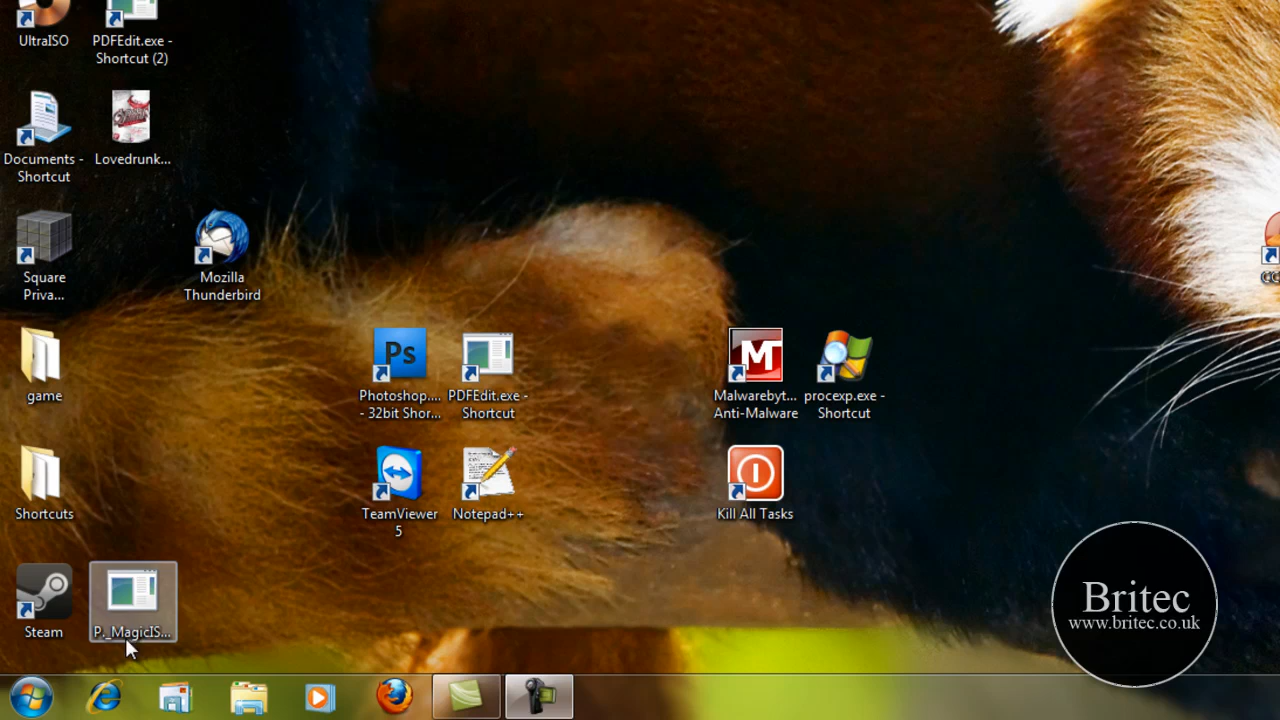 UltraISO
PDFEdit.exe -
Shortcut (2)
Documents -
Shortcut
Lovedrunk...
Square
Priva...
Mozilla
Thunderbird
game
Ps
Photoshop....
- 32bit Shor...
PDFEdit.exe -
Shortcut
Malwarebyt...
Anti-Malware
procexp.exe -
Shortcut
Shortcuts
TeamViewer
5
Notepad++
Kill All Tasks
Steam
P._MagicIS...
Britec
www.britec.co.uk